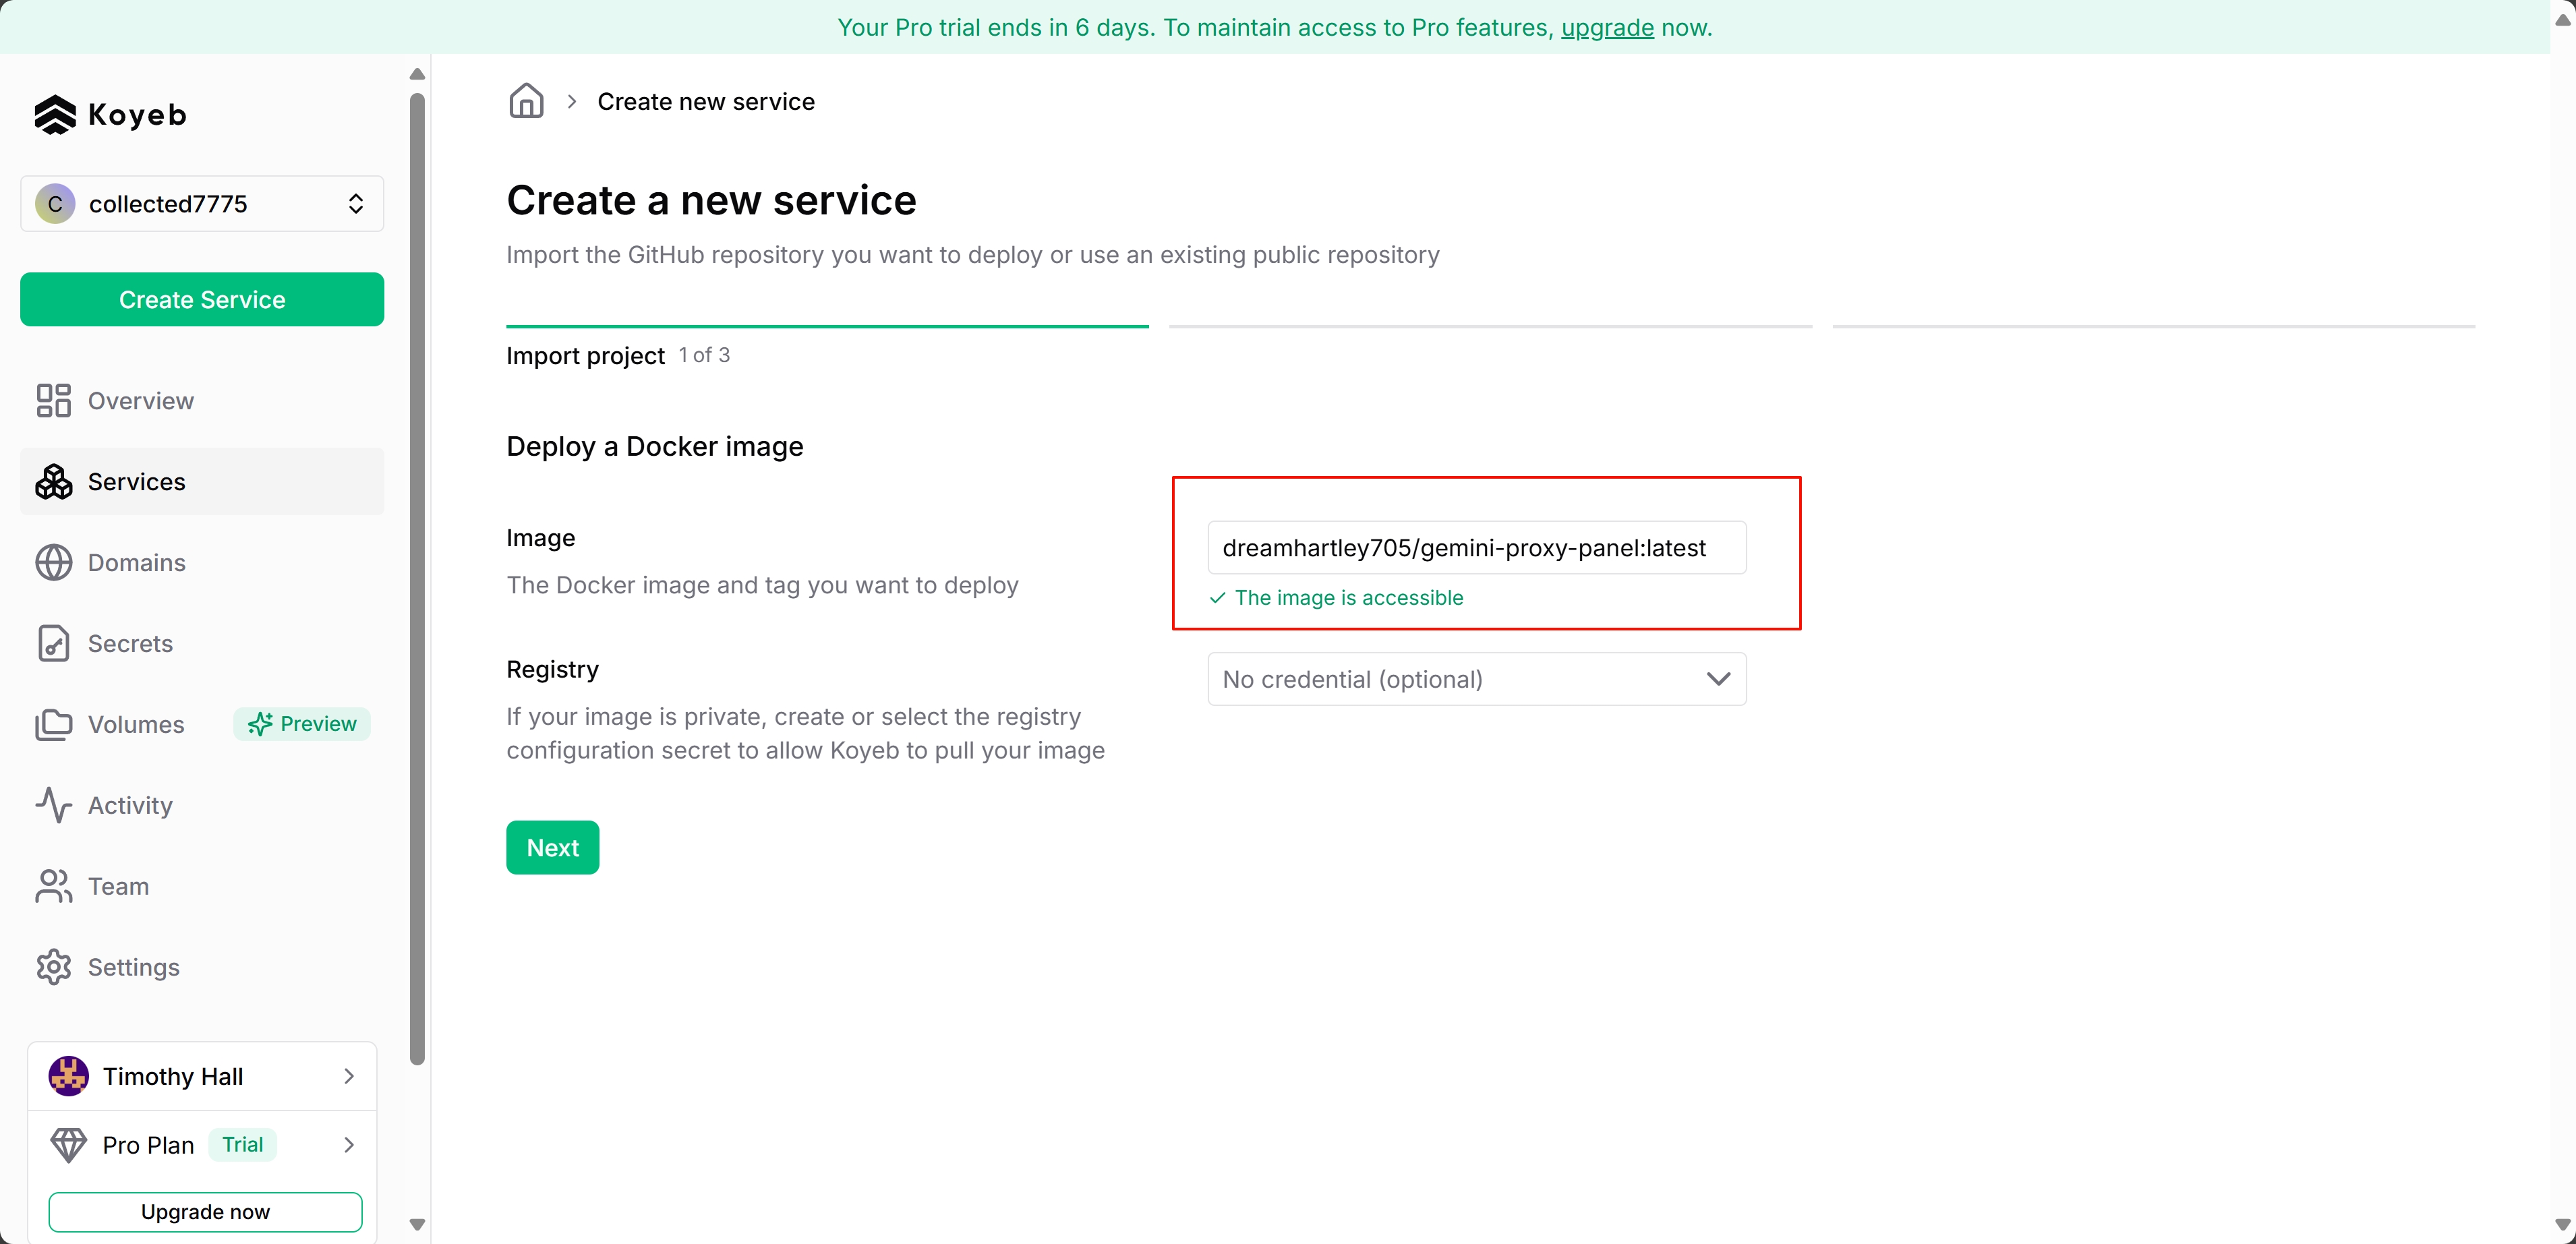 Your Pro trial ends in 6 days. To maintain access to Pro features, upgrade now.
Koyeb
C collected7775
Create Service
Overview
Services
Domains
Secrets
Volumes Preview
Activity
Team
Settings
Timothy Hall
Pro Plan Trial
Upgrade now
Create new service
Create a new service
Import the GitHub repository you want to deploy or use an existing public repository
Import project 1 of 3
Deploy a Docker image
Image
The Docker image and tag you want to deploy
dreamhartley705/gemini-proxy-panel:latest
The image is accessible
Registry
If your image is private, create or select the registry
configuration secret to allow Koyeb to pull your image
No credential (optional)
Next